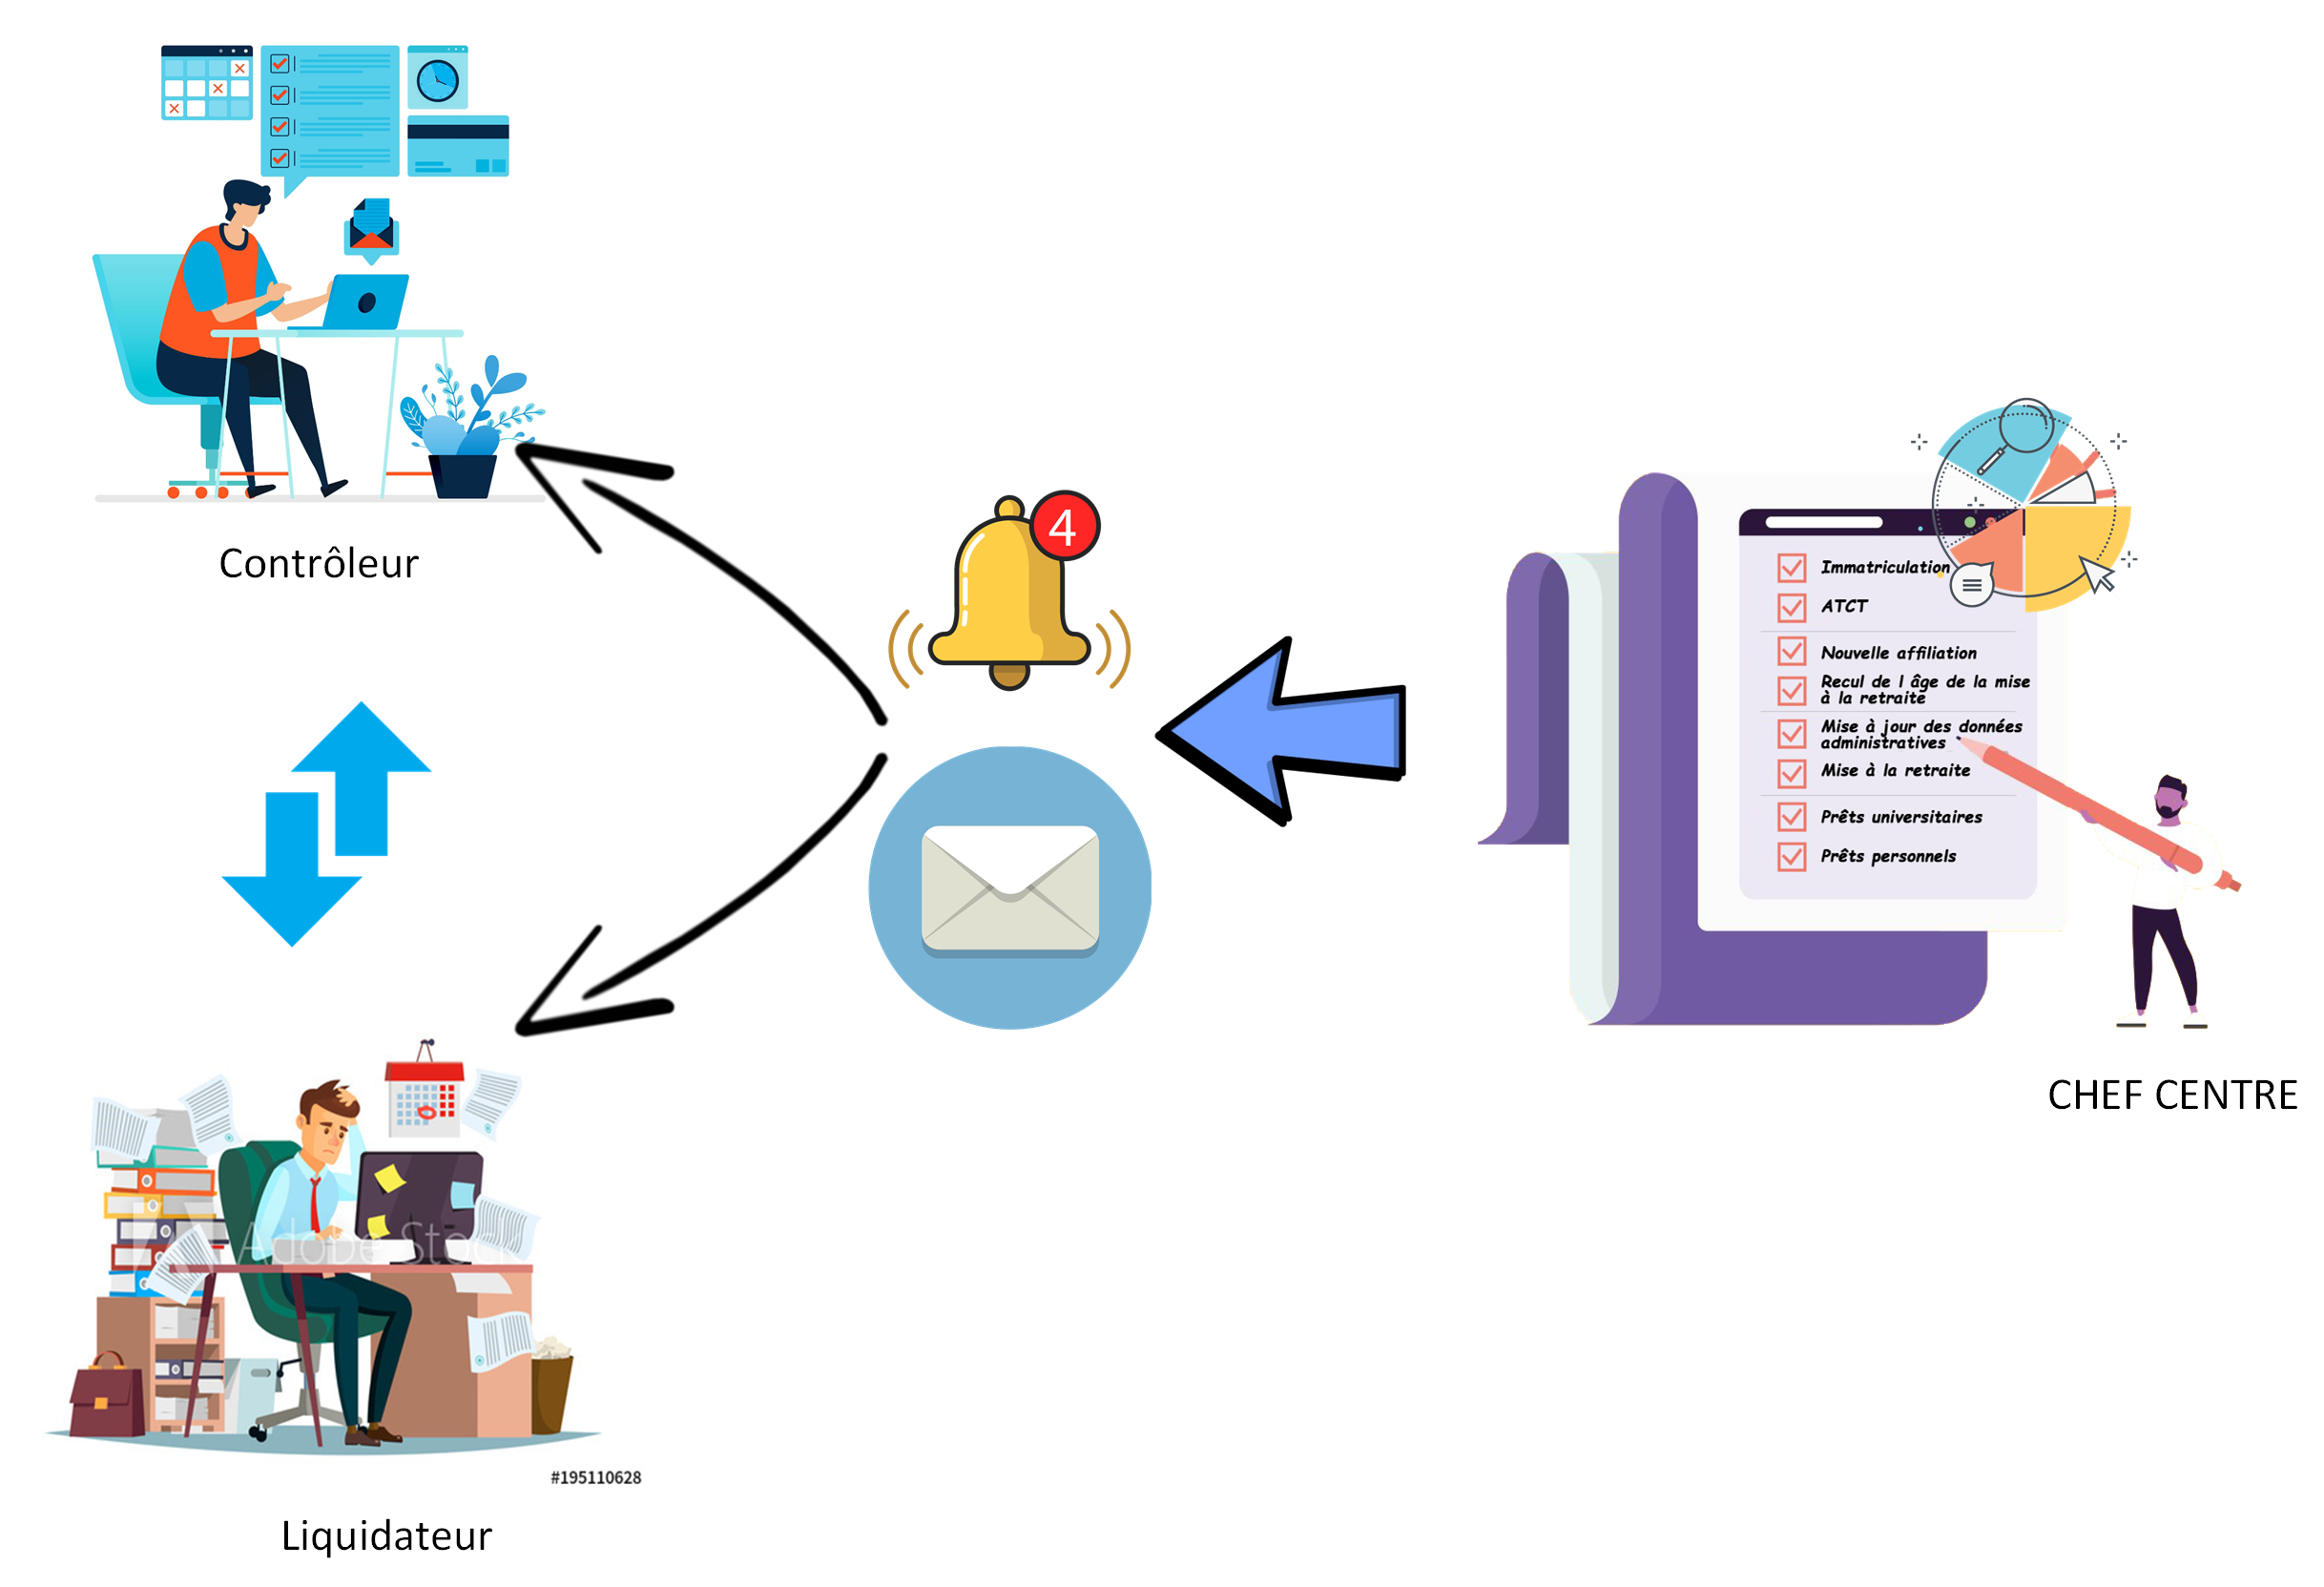 Contrôleur
4
Immatriculation
ATCT
Nouvelle affiliation
Recul de l âge de la mise
à la retraite
Mise à jour des données
administratives
Mise à la retraite
Prêts universitaires
Prêts personnels
CHEF CENTRE
Adobe Stock
#195110628
Liquidateur